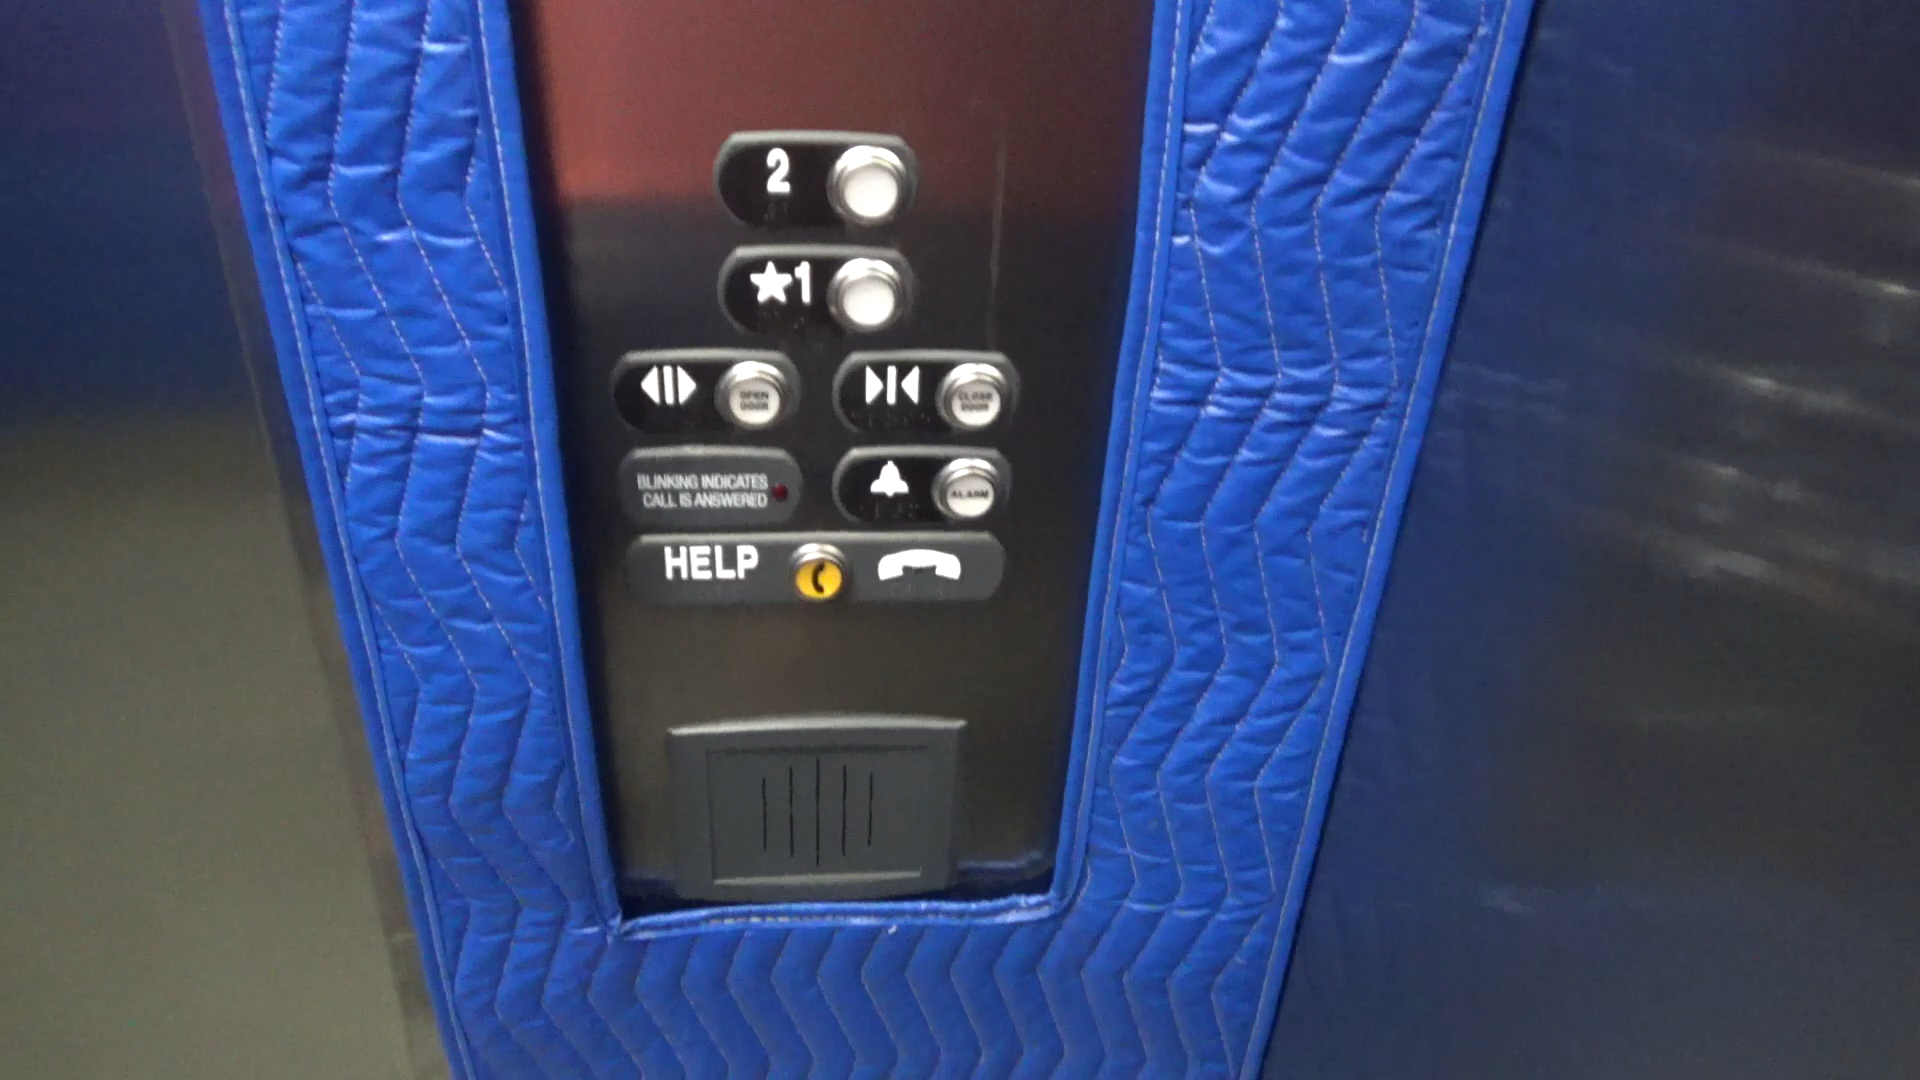 2
★1
OPEN DOOR
CLOSE DOOR
BLINKING INDICATES
CALL IS ANSWERED
ALARM
HELP